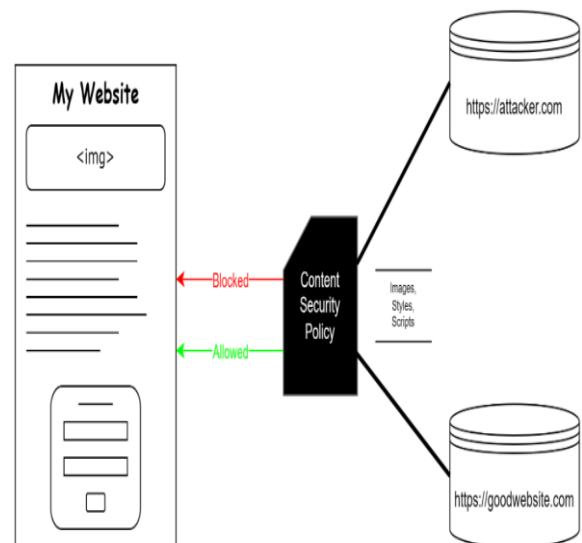 My Website
<img>
Blocked
Allowed
Content
Security
Policy
Images,
Styles,
Scripts
https://attacker.com
https://goodwebsite.com